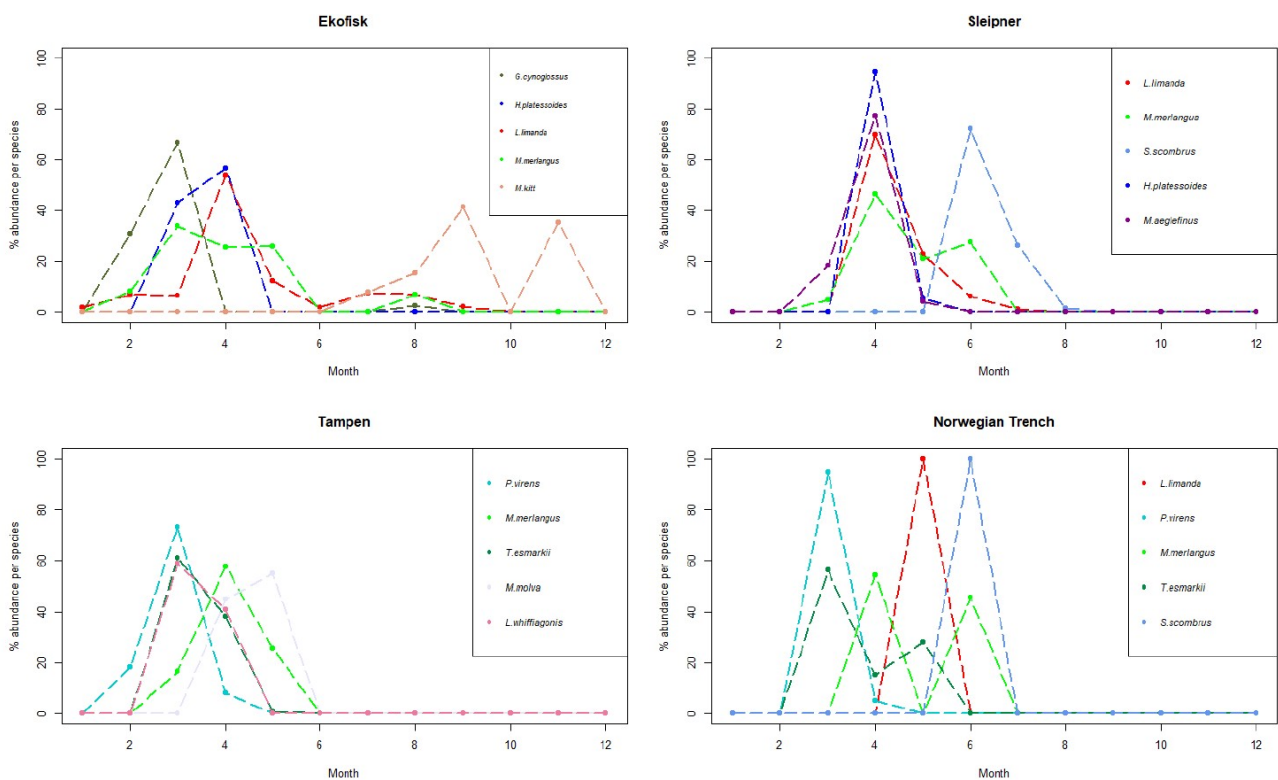 Ekofisk
% abundance per species
100
80
60
40
20
0
G.cynoglossus
H.platessoides
L.limanda
M.merlangus
M.kitt
2 4 6 8 10 12
Month
Sleipner
% abundance per species
100
80
60
40
20
0
L.limanda
M.merlangus
S.scombrus
H.platessoides
M.aeglefinus
2 4 6 8 10 12
Month
Tampen
% abundance per species
100
80
60
40
20
0
P.virens
M.merlangus
T.esmarkii
M.molva
L.whiffiagonis
2 4 6 8 10 12
Month
Norwegian Trench
% abundance per species
100
80
60
40
20
0
L.limanda
P.virens
M.merlangus
T.esmarkii
S.scombrus
2 4 6 8 10 12
Month